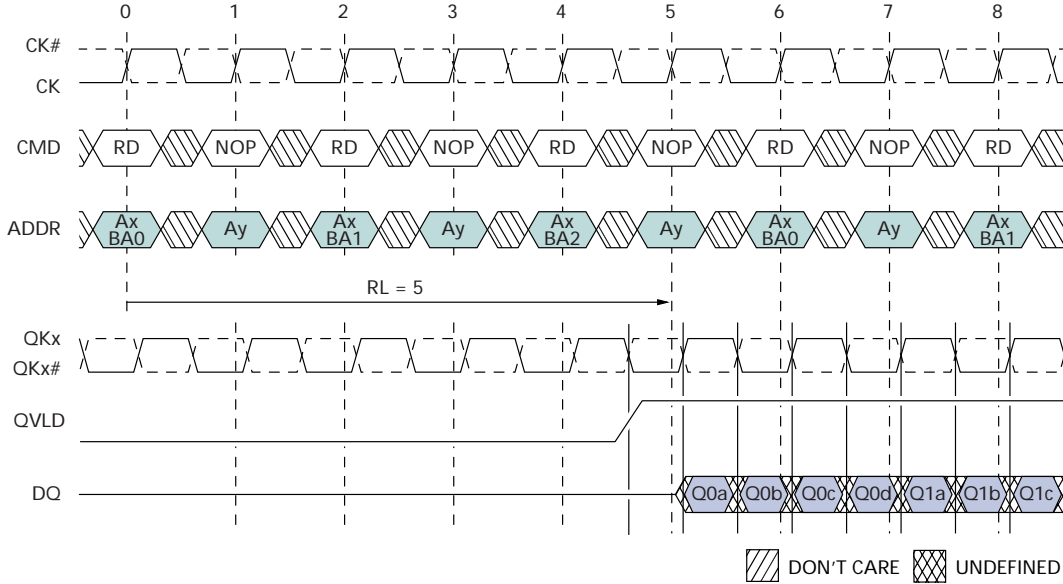 0 1 2 3 4 5 6 7 8
CK#
CK
CMD RD NOP RD NOP RD NOP RD NOP RD
ADDR Ax BA0 Ay Ax BA1 Ay Ax BA2 Ay Ax BA0 Ay Ax BA1
RL = 5
QKx
QKx#
QVLD
DQ Q0a Q0b Q0c Q0d Q1a Q1b Q1c
DON'T CARE UNDEFINED